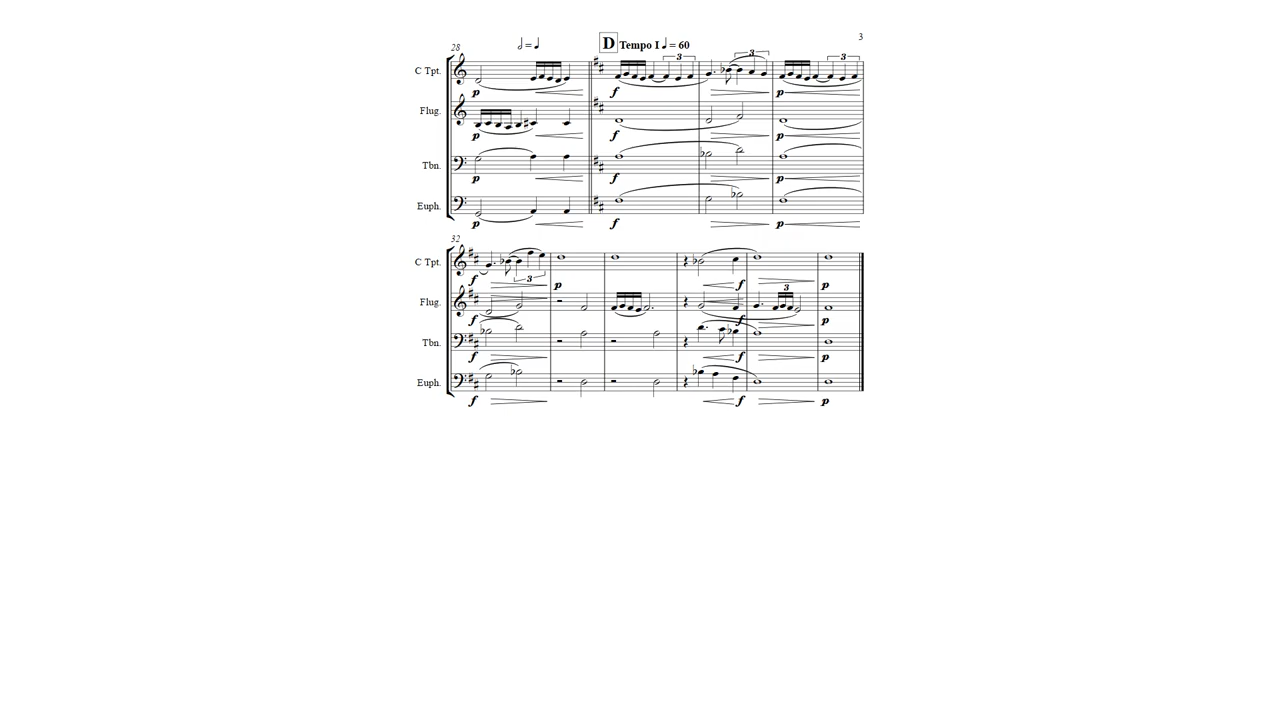 3
28
𝅗𝅥 = ♩
D Tempo I ♩ = 60
C Tpt. 3 3 3
p f p
Flug.
p f p
Tbn.
p f p
Euph.
p f p
32
C Tpt. 3
f p f p
Flug. 3
f f p
Tbn.
f f p
Euph.
f f p